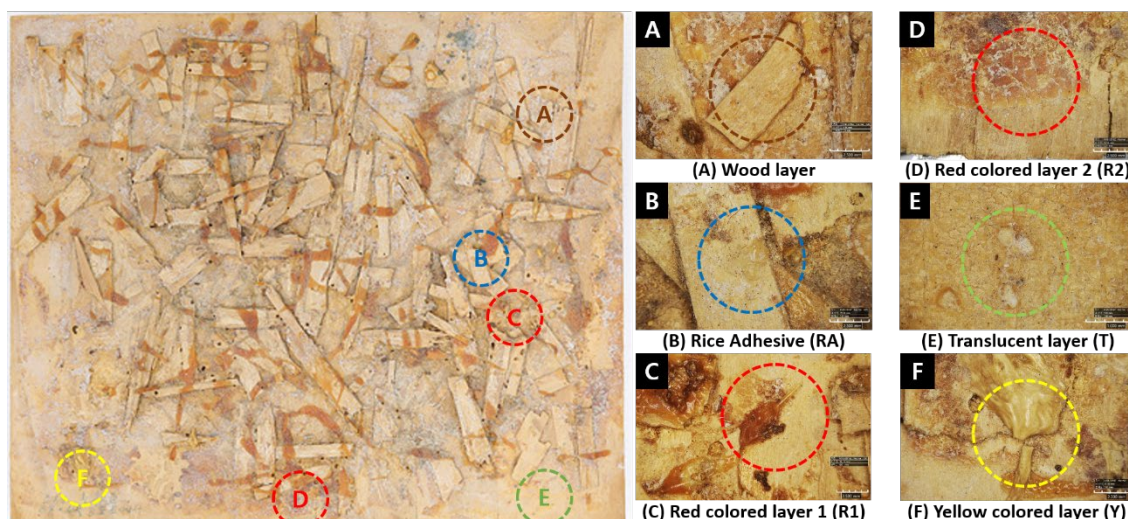 A
B
C
D
E
F
A
(A) Wood layer
D
(D) Red colored layer 2 (R2)
B
(B) Rice Adhesive (RA)
E
(E) Translucent layer (T)
C
(C) Red colored layer 1 (R1)
F
(F) Yellow colored layer (Y)